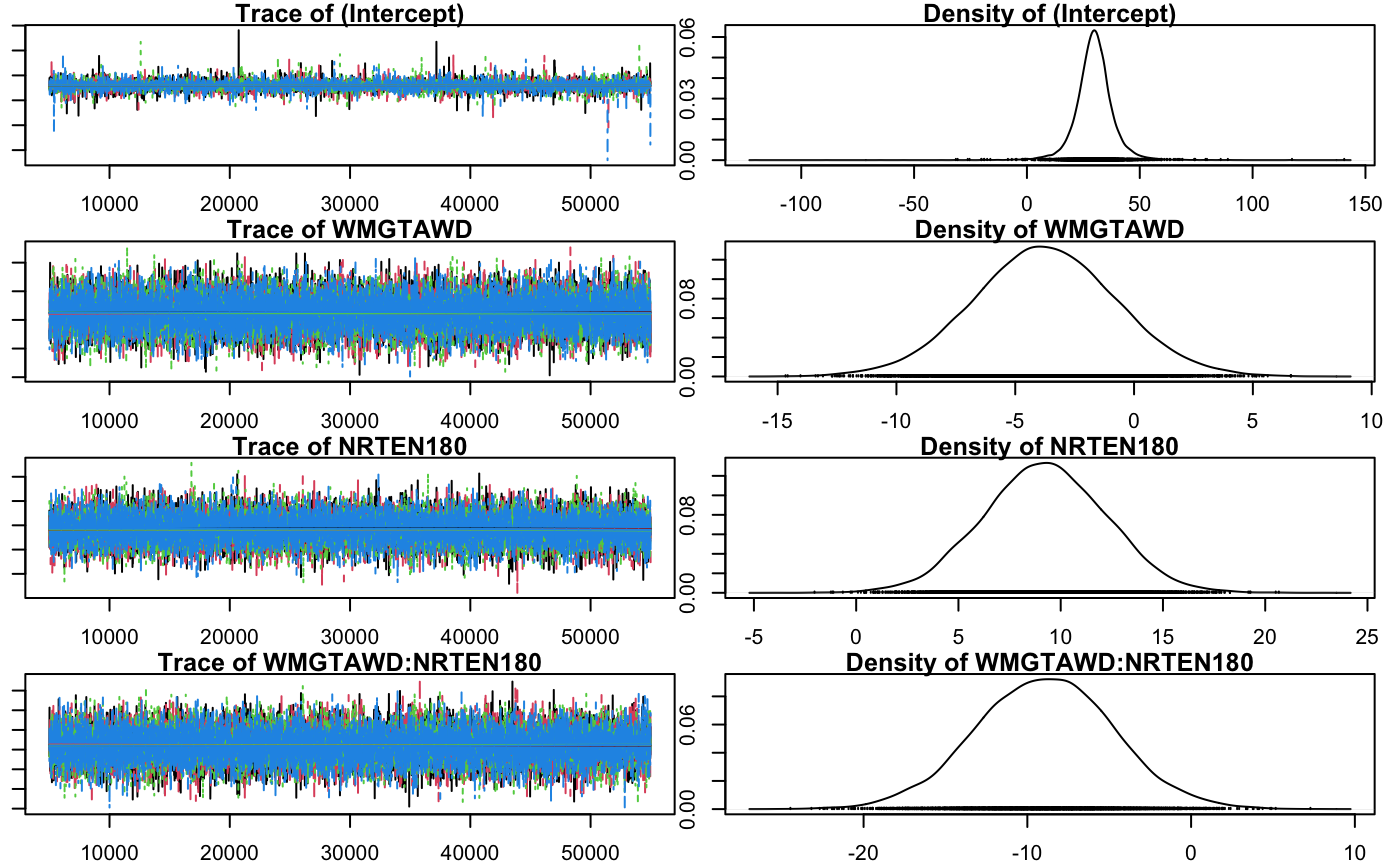 Trace of (Intercept)
Density of (Intercept)
0.00 0.03 0.06
10000 20000 30000 40000 50000
-100 -50 0 50 100 150
Trace of WMGTAWD
Density of WMGTAWD
0.00 0.08
10000 20000 30000 40000 50000
-15 -10 -5 0 5 10
Trace of NRTEN180
Density of NRTEN180
0.00 0.08
10000 20000 30000 40000 50000
-5 0 5 10 15 20 25
Trace of WMGTAWD:NRTEN180
Density of WMGTAWD:NRTEN180
0.00 0.06
10000 20000 30000 40000 50000
-20 -10 0 10